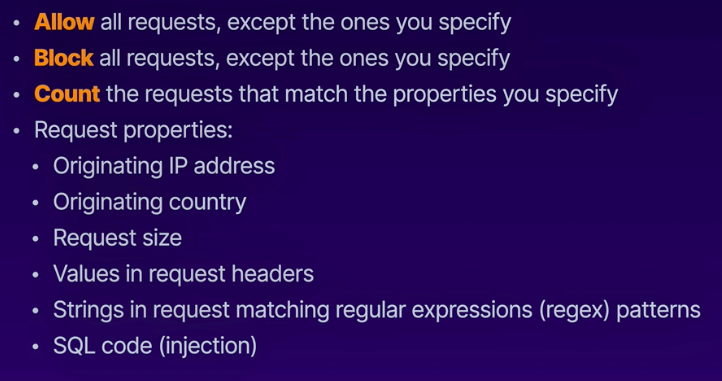 • Allow all requests, except the ones you specify
• Block all requests, except the ones you specify
• Count the requests that match the properties you specify
• Request properties:
• Originating IP address
• Originating country
• Request size
• Values in request headers
• Strings in request matching regular expressions (regex) patterns
• SQL code (injection)